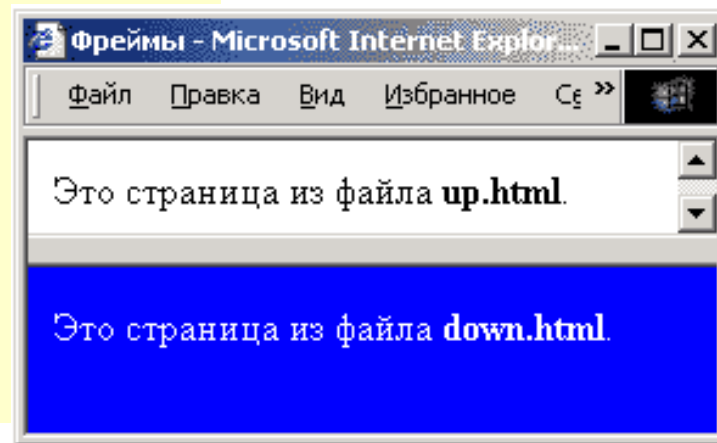 Фреймы - Microsoft Internet Explor...
Файл Правка Вид Избранное Се »
Это страница из файла up.html.
Это страница из файла down.html.